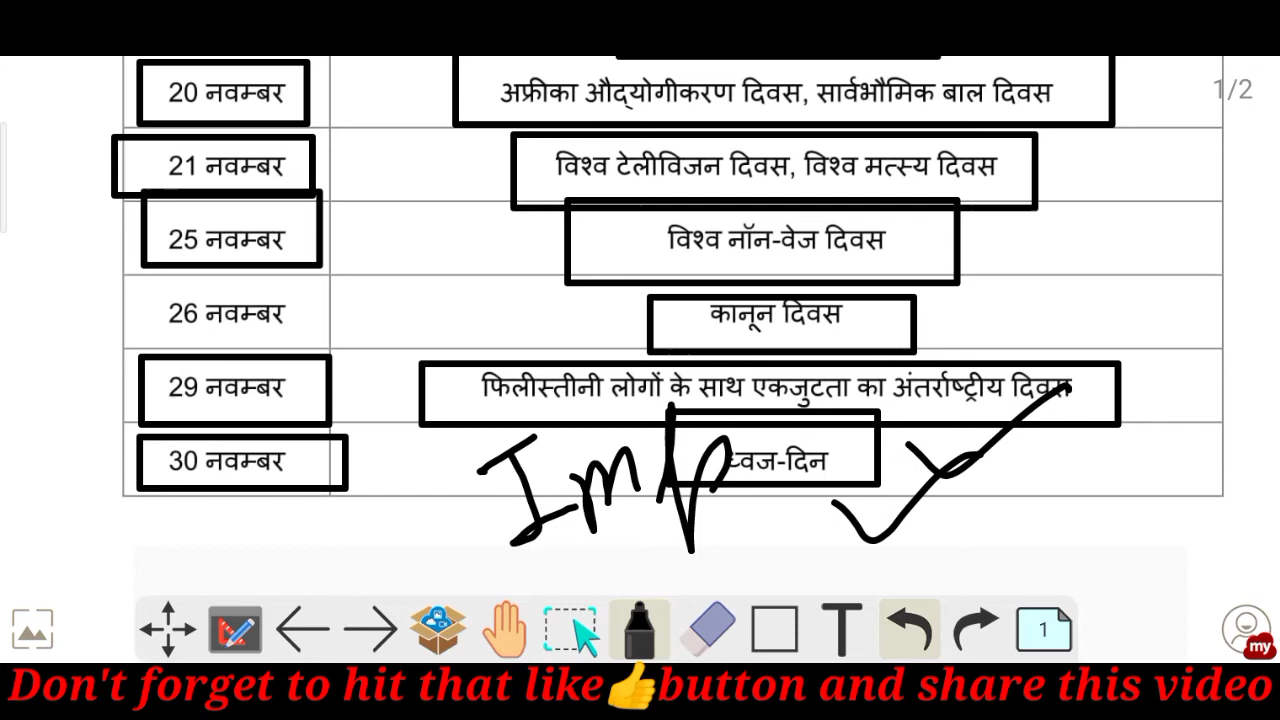 1/2
20 नवम्बर अफ्रीका औद्योगीकरण दिवस, सार्वभौमिक बाल दिवस
21 नवम्बर विश्व टेलीविजन दिवस, विश्व मत्स्य दिवस
25 नवम्बर विश्व नॉन-वेज दिवस
26 नवम्बर कानून दिवस
29 नवम्बर फिलीस्तीनी लोगों के साथ एकजुटता का अंतर्राष्ट्रीय दिवस
30 नवम्बर ध्वज-दिन
Imp
T
1
my
Don't forget to hit that like👍button and share this video